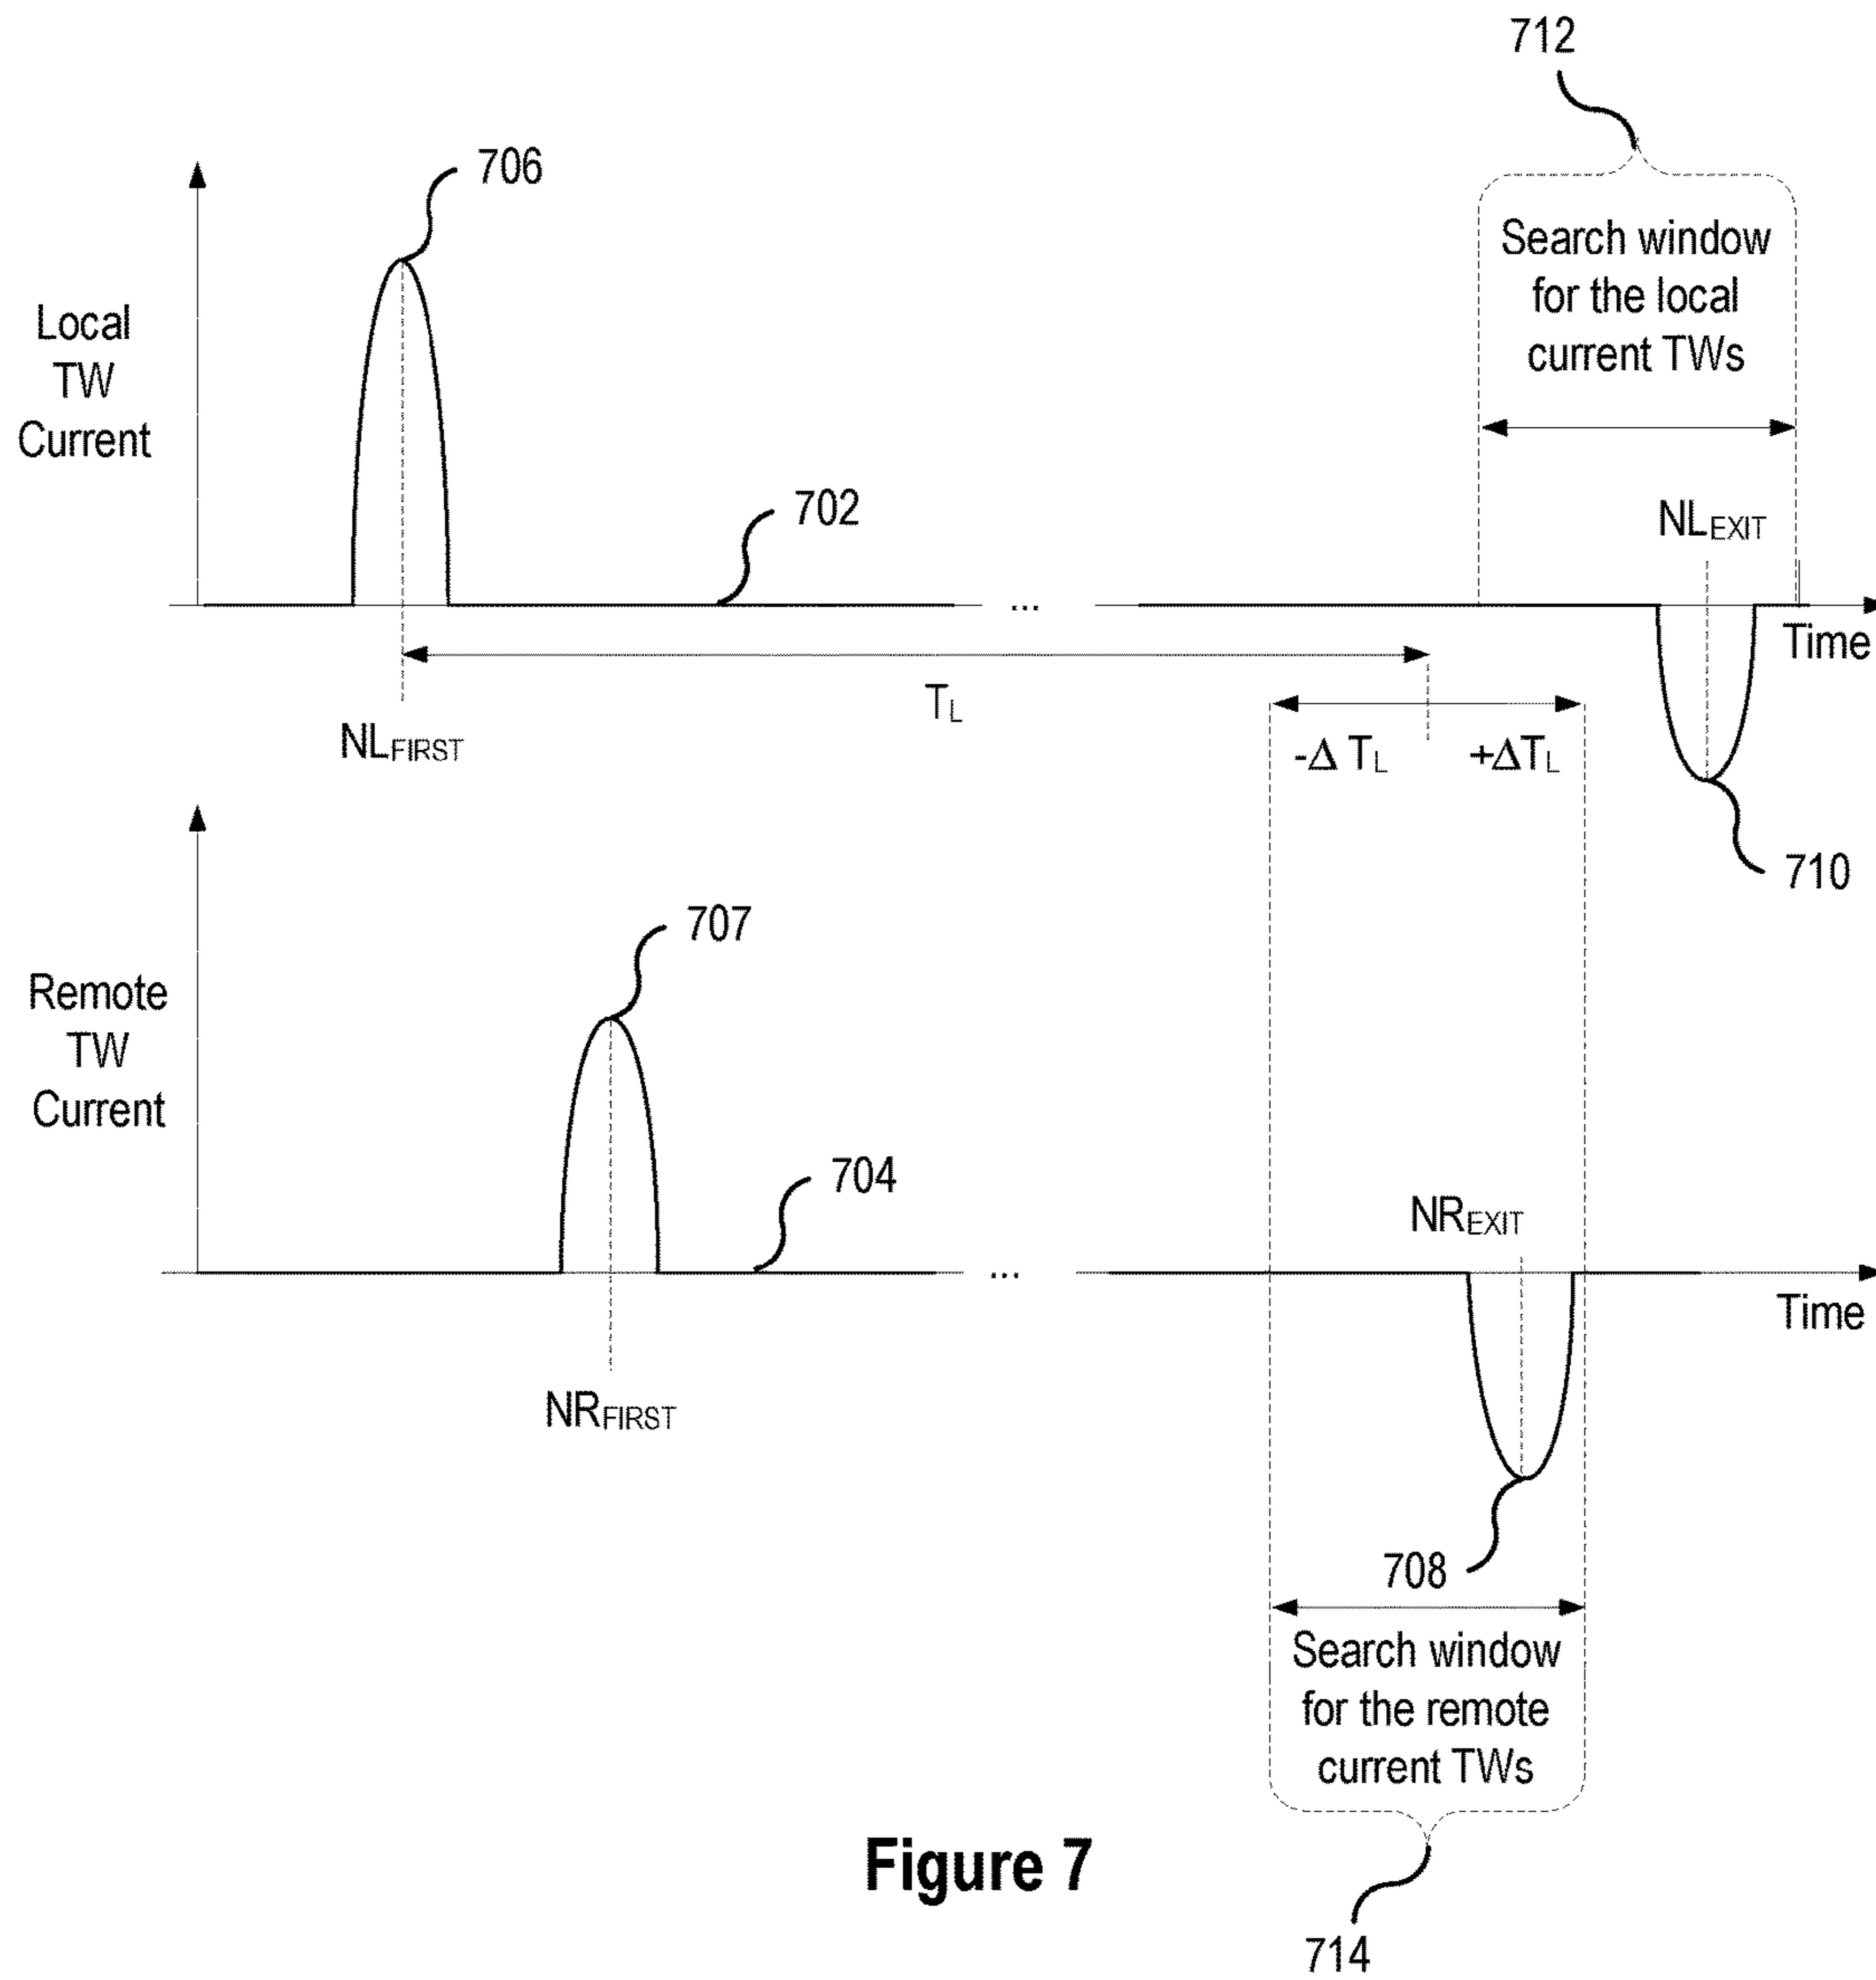 712
706
Search window
for the local
current TWs
Local
TW
Current
702
NLEXIT
...
Time
TL
NLFIRST
-Δ TL
+ΔTL
710
707
Remote
TW
Current
704
NREXIT
...
Time
NRFIRST
708
Search window
for the remote
current TWs
Figure 7
714